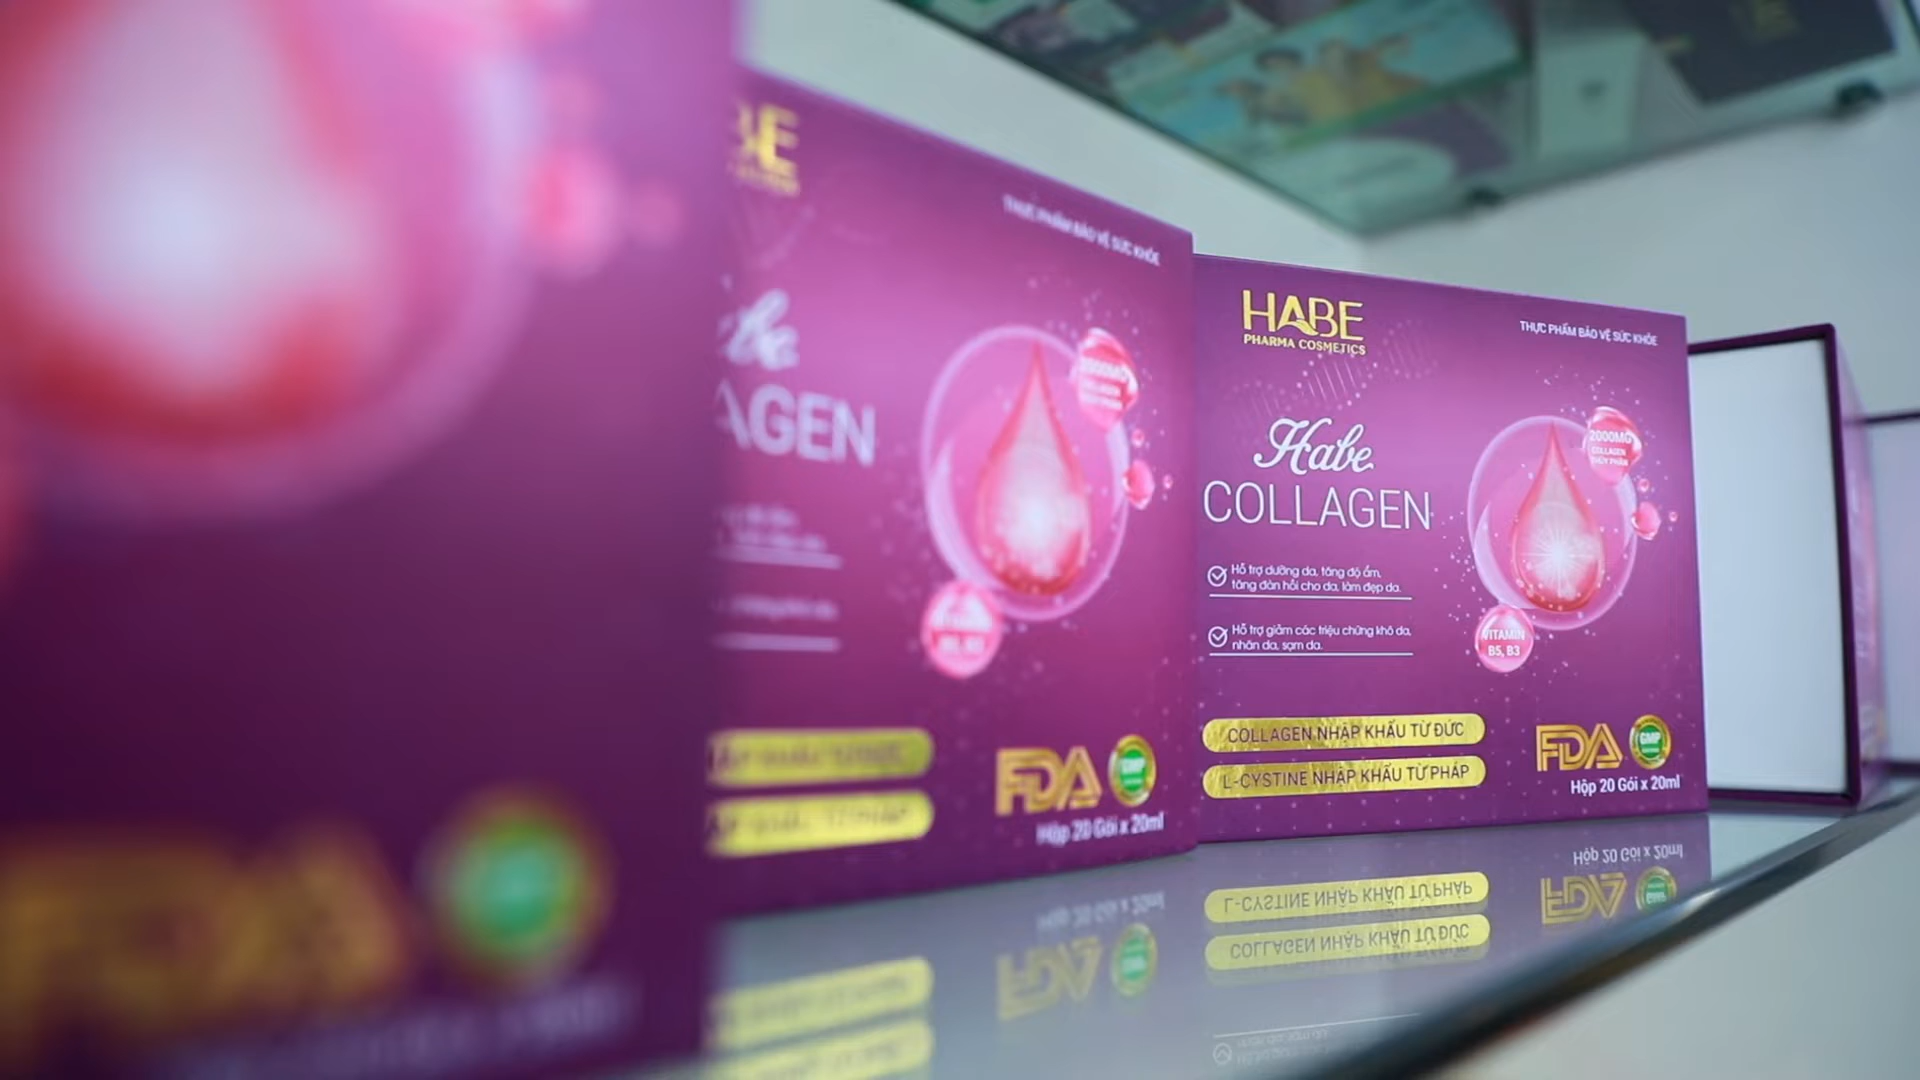 THỰC PHẨM BẢO VỆ SỨC KHỎE
AGEN
FDA
GMP
Hộp 20 Gói x 20ml
HABE
PHARMA COSMETICS
THỰC PHẨM BẢO VỆ SỨC KHỎE
Habe
COLLAGEN
2000MG
COLLAGEN
THỦY PHÂN
Hỗ trợ dưỡng da, tăng độ ẩm,
tăng đàn hồi cho da, làm đẹp da.
Hỗ trợ giảm các triệu chứng khô da,
nhăn da, sạm da.
VITAMIN
B5, B3
COLLAGEN NHẬP KHẨU TỪ ĐỨC
L-CYSTINE NHẬP KHẨU TỪ PHÁP
FDA
GMP
Hộp 20 Gói x 20ml